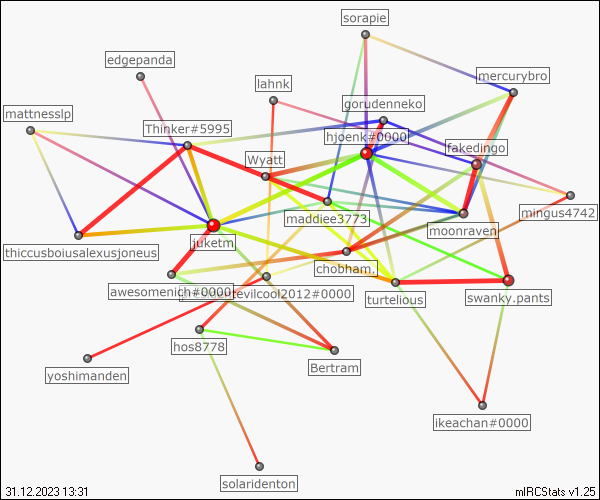 sorapie
edgepanda
mercurybro
lahnk
gorudenneko
mattnesslp
Thinker#5995
hjoenk#0000
fakedingo
Wyatt
maddiee3773
mingus4742
moonraven
juketm
thiccusboiusalexusjoneus
chobham.
awesomenich#0000
evilcool2012#0000
turtelious
swanky.pants
hos8778
Bertram
yoshimanden
ikeachan#0000
solaridenton
31.12.2023 13:31
mIRCStats v1.25